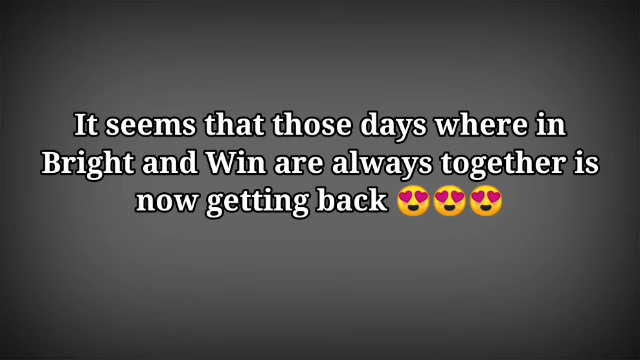 It seems that those days where in
Bright and Win are always together is
now getting back 😍😍😍